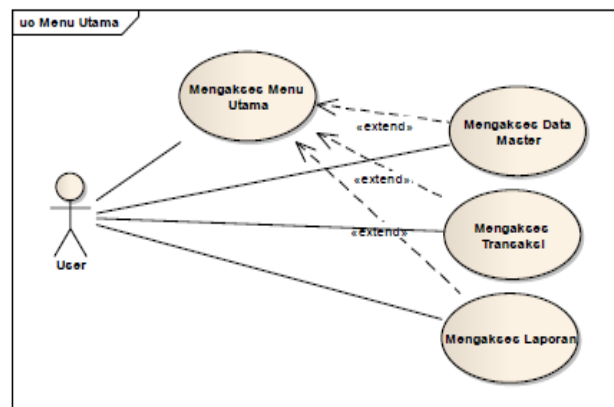 uc Menu Utama
Mengakses Menu
Utama
«extend»
Mengakses Data
Master
«extend»
Mengakses
Transaksi
User
«extend»
Mengakses Laporan